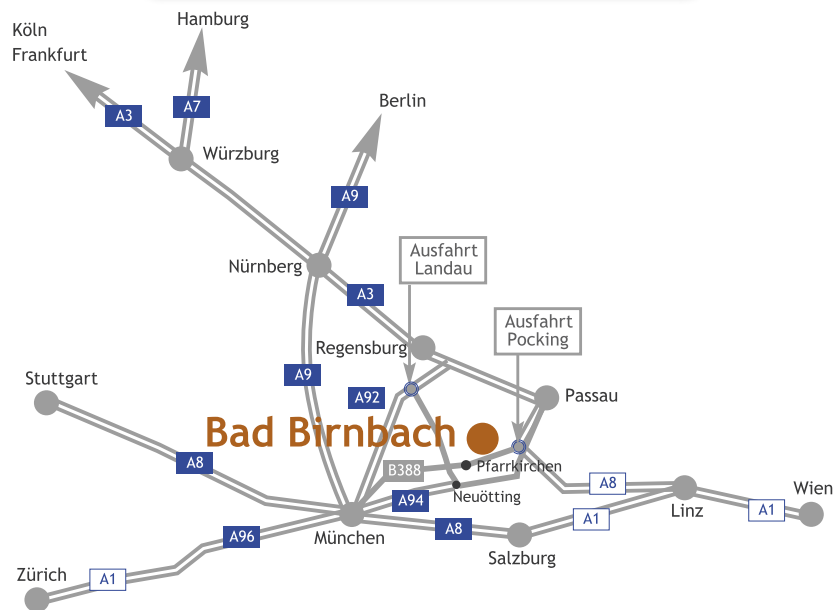 Hamburg
Köln
Frankfurt
Berlin
A7
A3
Würzburg
A9
Ausfahrt
Landau
Nürnberg
A3
Ausfahrt
Pocking
Regensburg
A9
Stuttgart
A92
Passau
Bad Birnbach
A8
B388
Pfarrkirchen
A8
Wien
A94
Neuötting
Linz
A1
A1
München
A8
A96
Salzburg
Zürich
A1